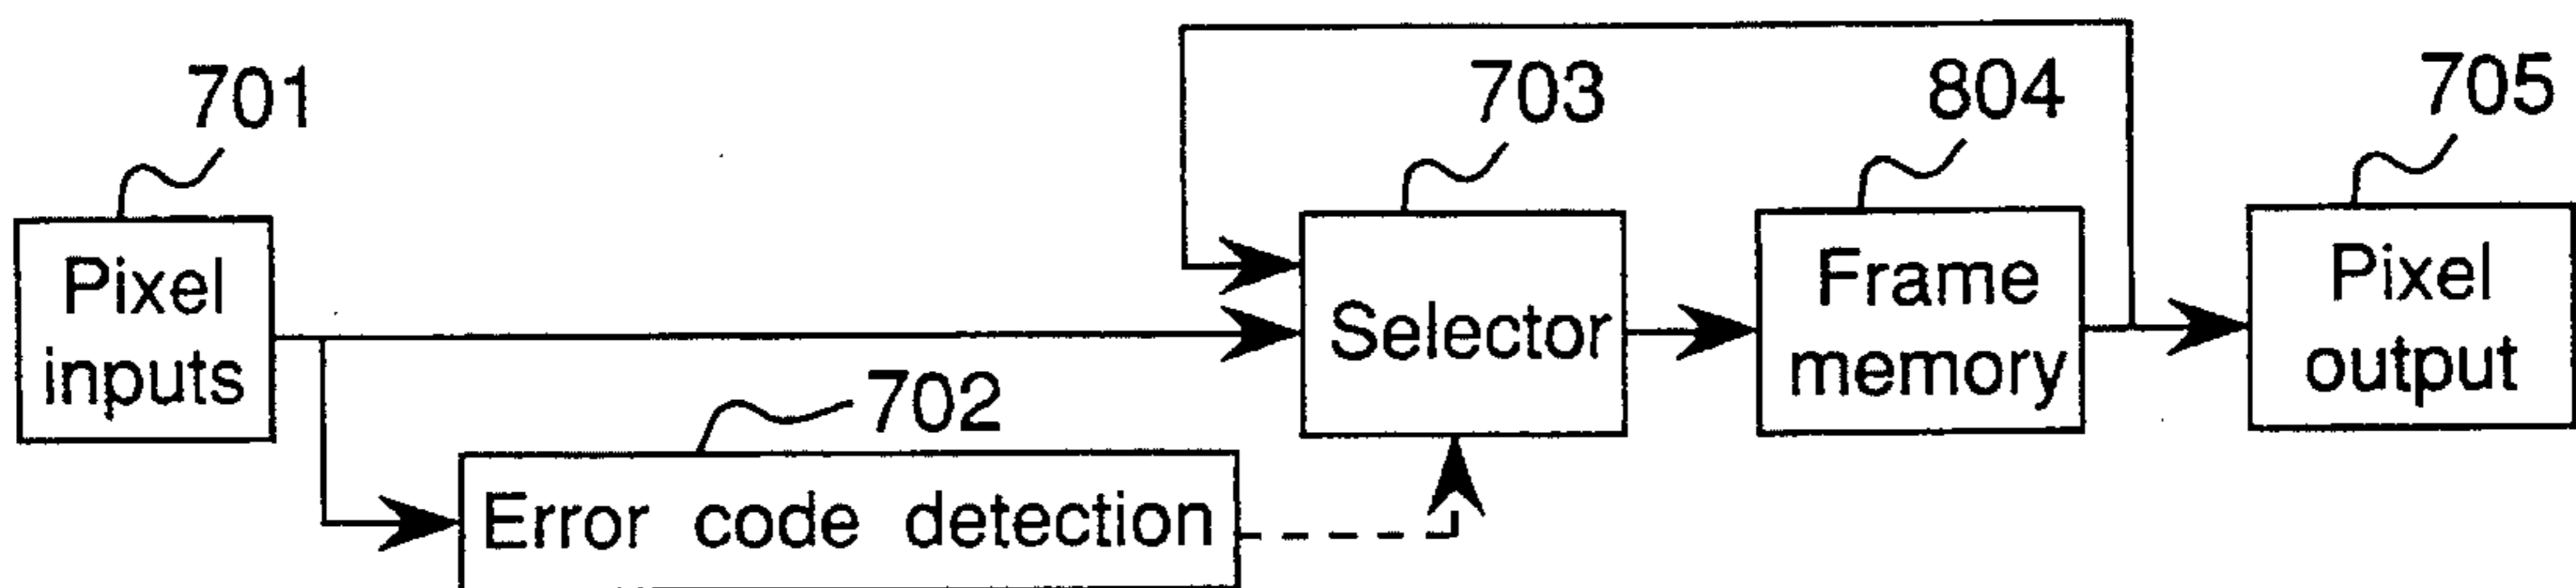 701
703
804
705
Pixel
inputs
Selector
Frame
memory
Pixel
output
702
Error code detection